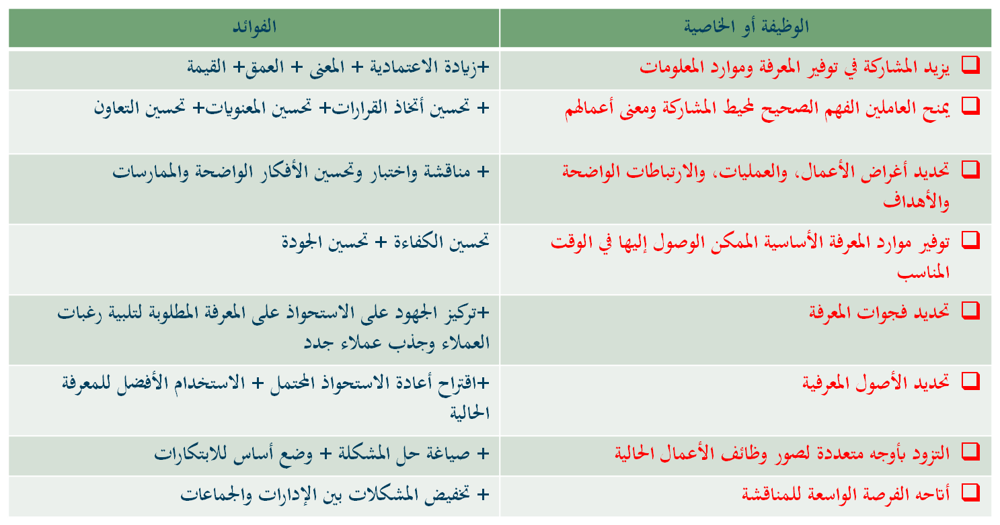 الوظيفة أو الخاصية
الفوائد
❑ يزيد المشاركة في توفير المعرفة وموارد المعلومات
+زيادة الاعتمادية + المعنى + العمق+ القيمة
❑ يمنح العاملين الفهم الصحيح لمحيط المشاركة ومعنى أعمالهم
+ تحسين أتخاذ القرارات+ تحسين المعنويات+ تحسين التعاون
❑ تحديد أغراض الأعمال، والعمليات، والارتباطات الواضحة
والأهداف
+ مناقشة واختبار وتحسين الأفكار الواضحة والممارسات
❑ توفير موارد المعرفة الأساسية الممكن الوصول إليها في الوقت
المناسب
تحسين الكفاءة + تحسين الجودة
❑ تحديد فجوات المعرفة
+تركيز الجهود على الاستحواذ على المعرفة المطلوبة لتلبية رغبات
العملاء وجذب عملاء جدد
❑ تحديد الأصول المعرفية
+اقتراح أعادة الاستحواذ المحتمل + الاستخدام الأفضل للمعرفة
الحالية
❑ التزود بأوجه متعددة لصور وظائف الأعمال الحالية
+ صياغة حل المشكلة + وضع أساس للابتكارات
❑ أتاحه الفرصة الواسعة للمناقشة
+ تخفيض المشكلات بين الإدارات والجماعات